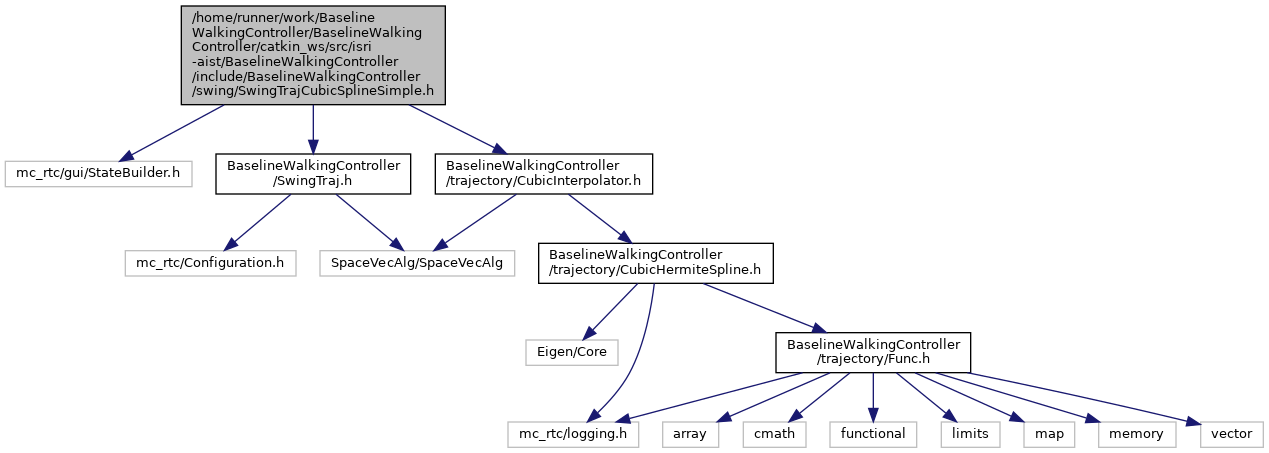 /home/runner/work/Baseline
WalkingController/BaselineWalking
Controller/catkin_ws/src/isri
-aist/BaselineWalkingController
/include/BaselineWalkingController
/swing/SwingTrajCubicSplineSimple.h
mc_rtc/gui/StateBuilder.h
BaselineWalkingController
/SwingTraj.h
BaselineWalkingController
/trajectory/CubicInterpolator.h
mc_rtc/Configuration.h
SpaceVecAlg/SpaceVecAlg
BaselineWalkingController
/trajectory/CubicHermiteSpline.h
Eigen/Core
BaselineWalkingController
/trajectory/Func.h
mc_rtc/logging.h
array
cmath
functional
limits
map
memory
vector